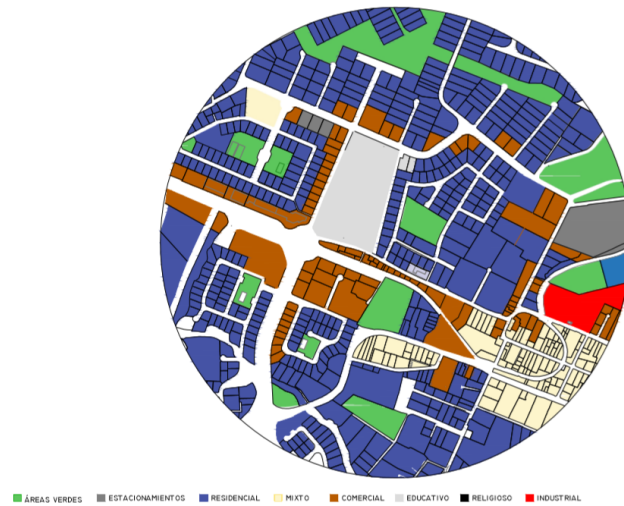 ÁREAS VERDES ESTACIONAMIENTOS RESIDENCIAL MIXTO COMERCIAL EDUCATIVO RELIGIOSO INDUSTRIAL